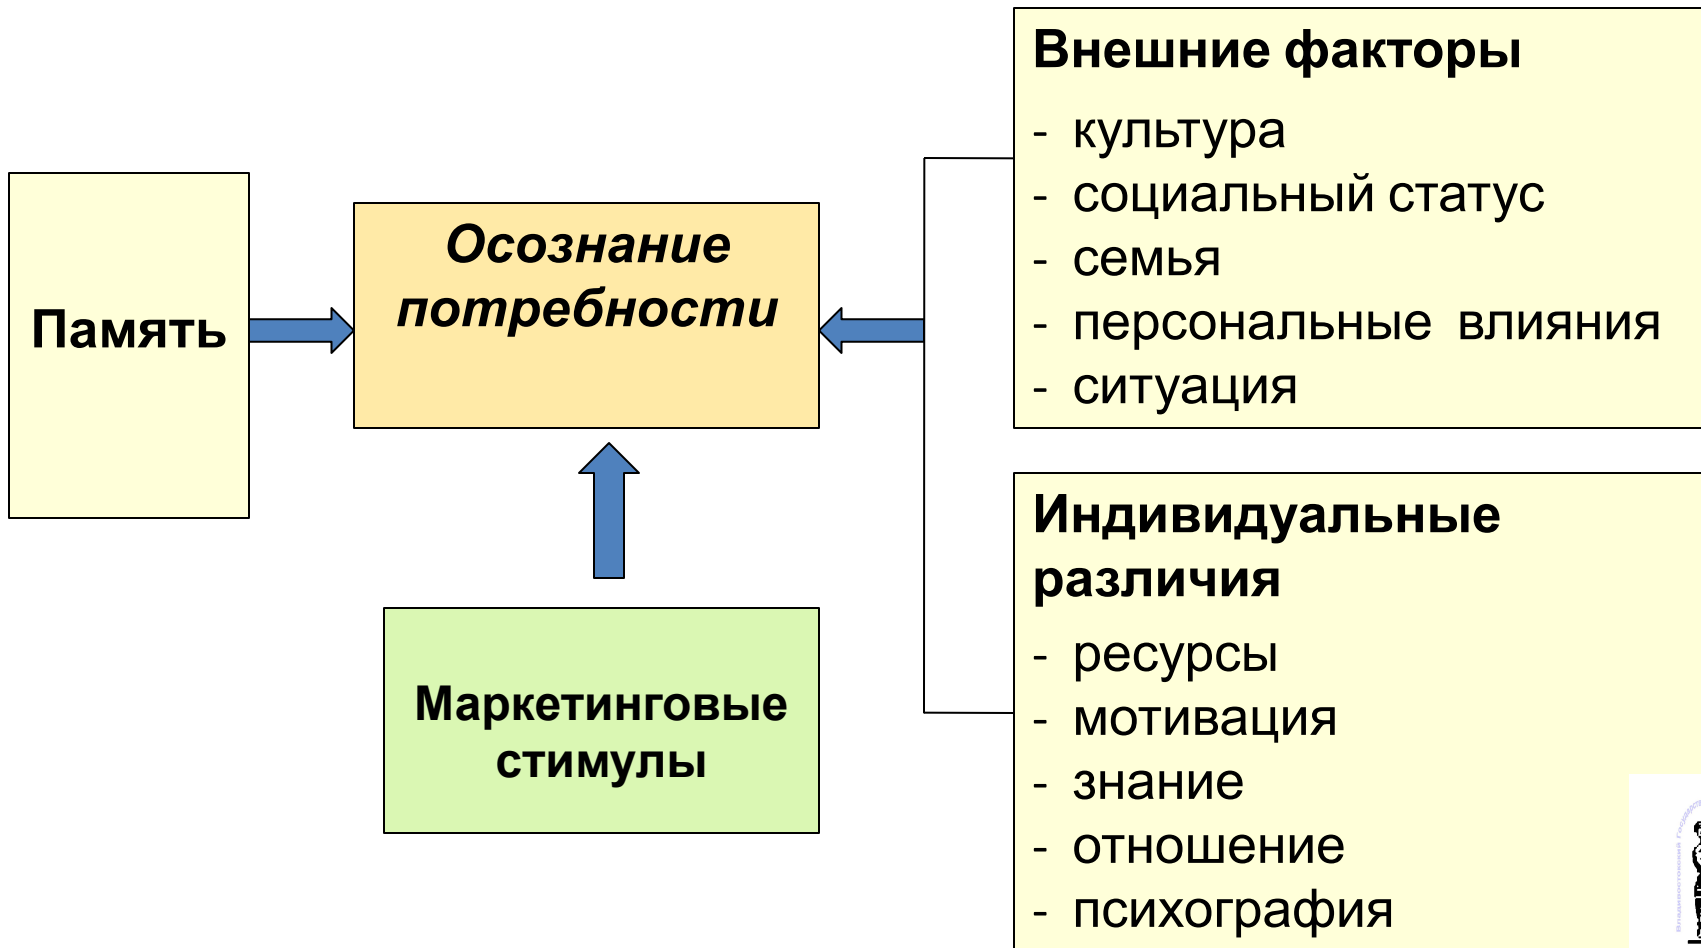 Память
Осознание
потребности
Маркетинговые
стимулы
Внешние факторы
- культура
- социальный статус
- семья
- персональные влияния
- ситуация
Индивидуальные
различия
- ресурсы
- мотивация
- знание
- отношение
- психография